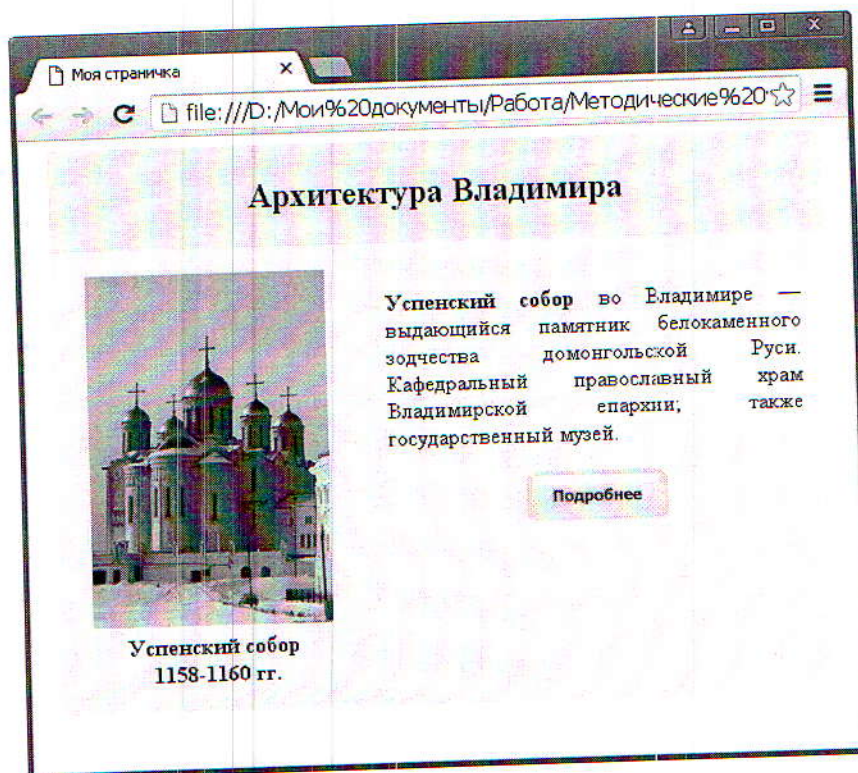 Моя страничка
file:///D:/Мои%20документы/Работа/Методические%20
Архитектура Владимира
Успенский собор во Владимире —
выдающийся памятник белокаменного
зодчества домонгольской Руси.
Кафедральный православный храм
Владимирской епархии; также
государственный музей.
Подробнее
Успенский собор
1158-1160 гг.